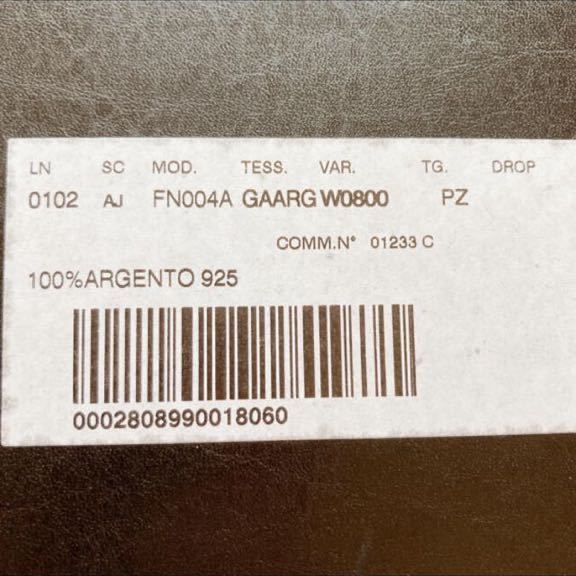 LN SC MOD. TESS. VAR. TG. DROP
0102 AJ FN004A GAARG W0800 PZ
COMM.N° 01233 C
100%ARGENTO 925
0002808990018060